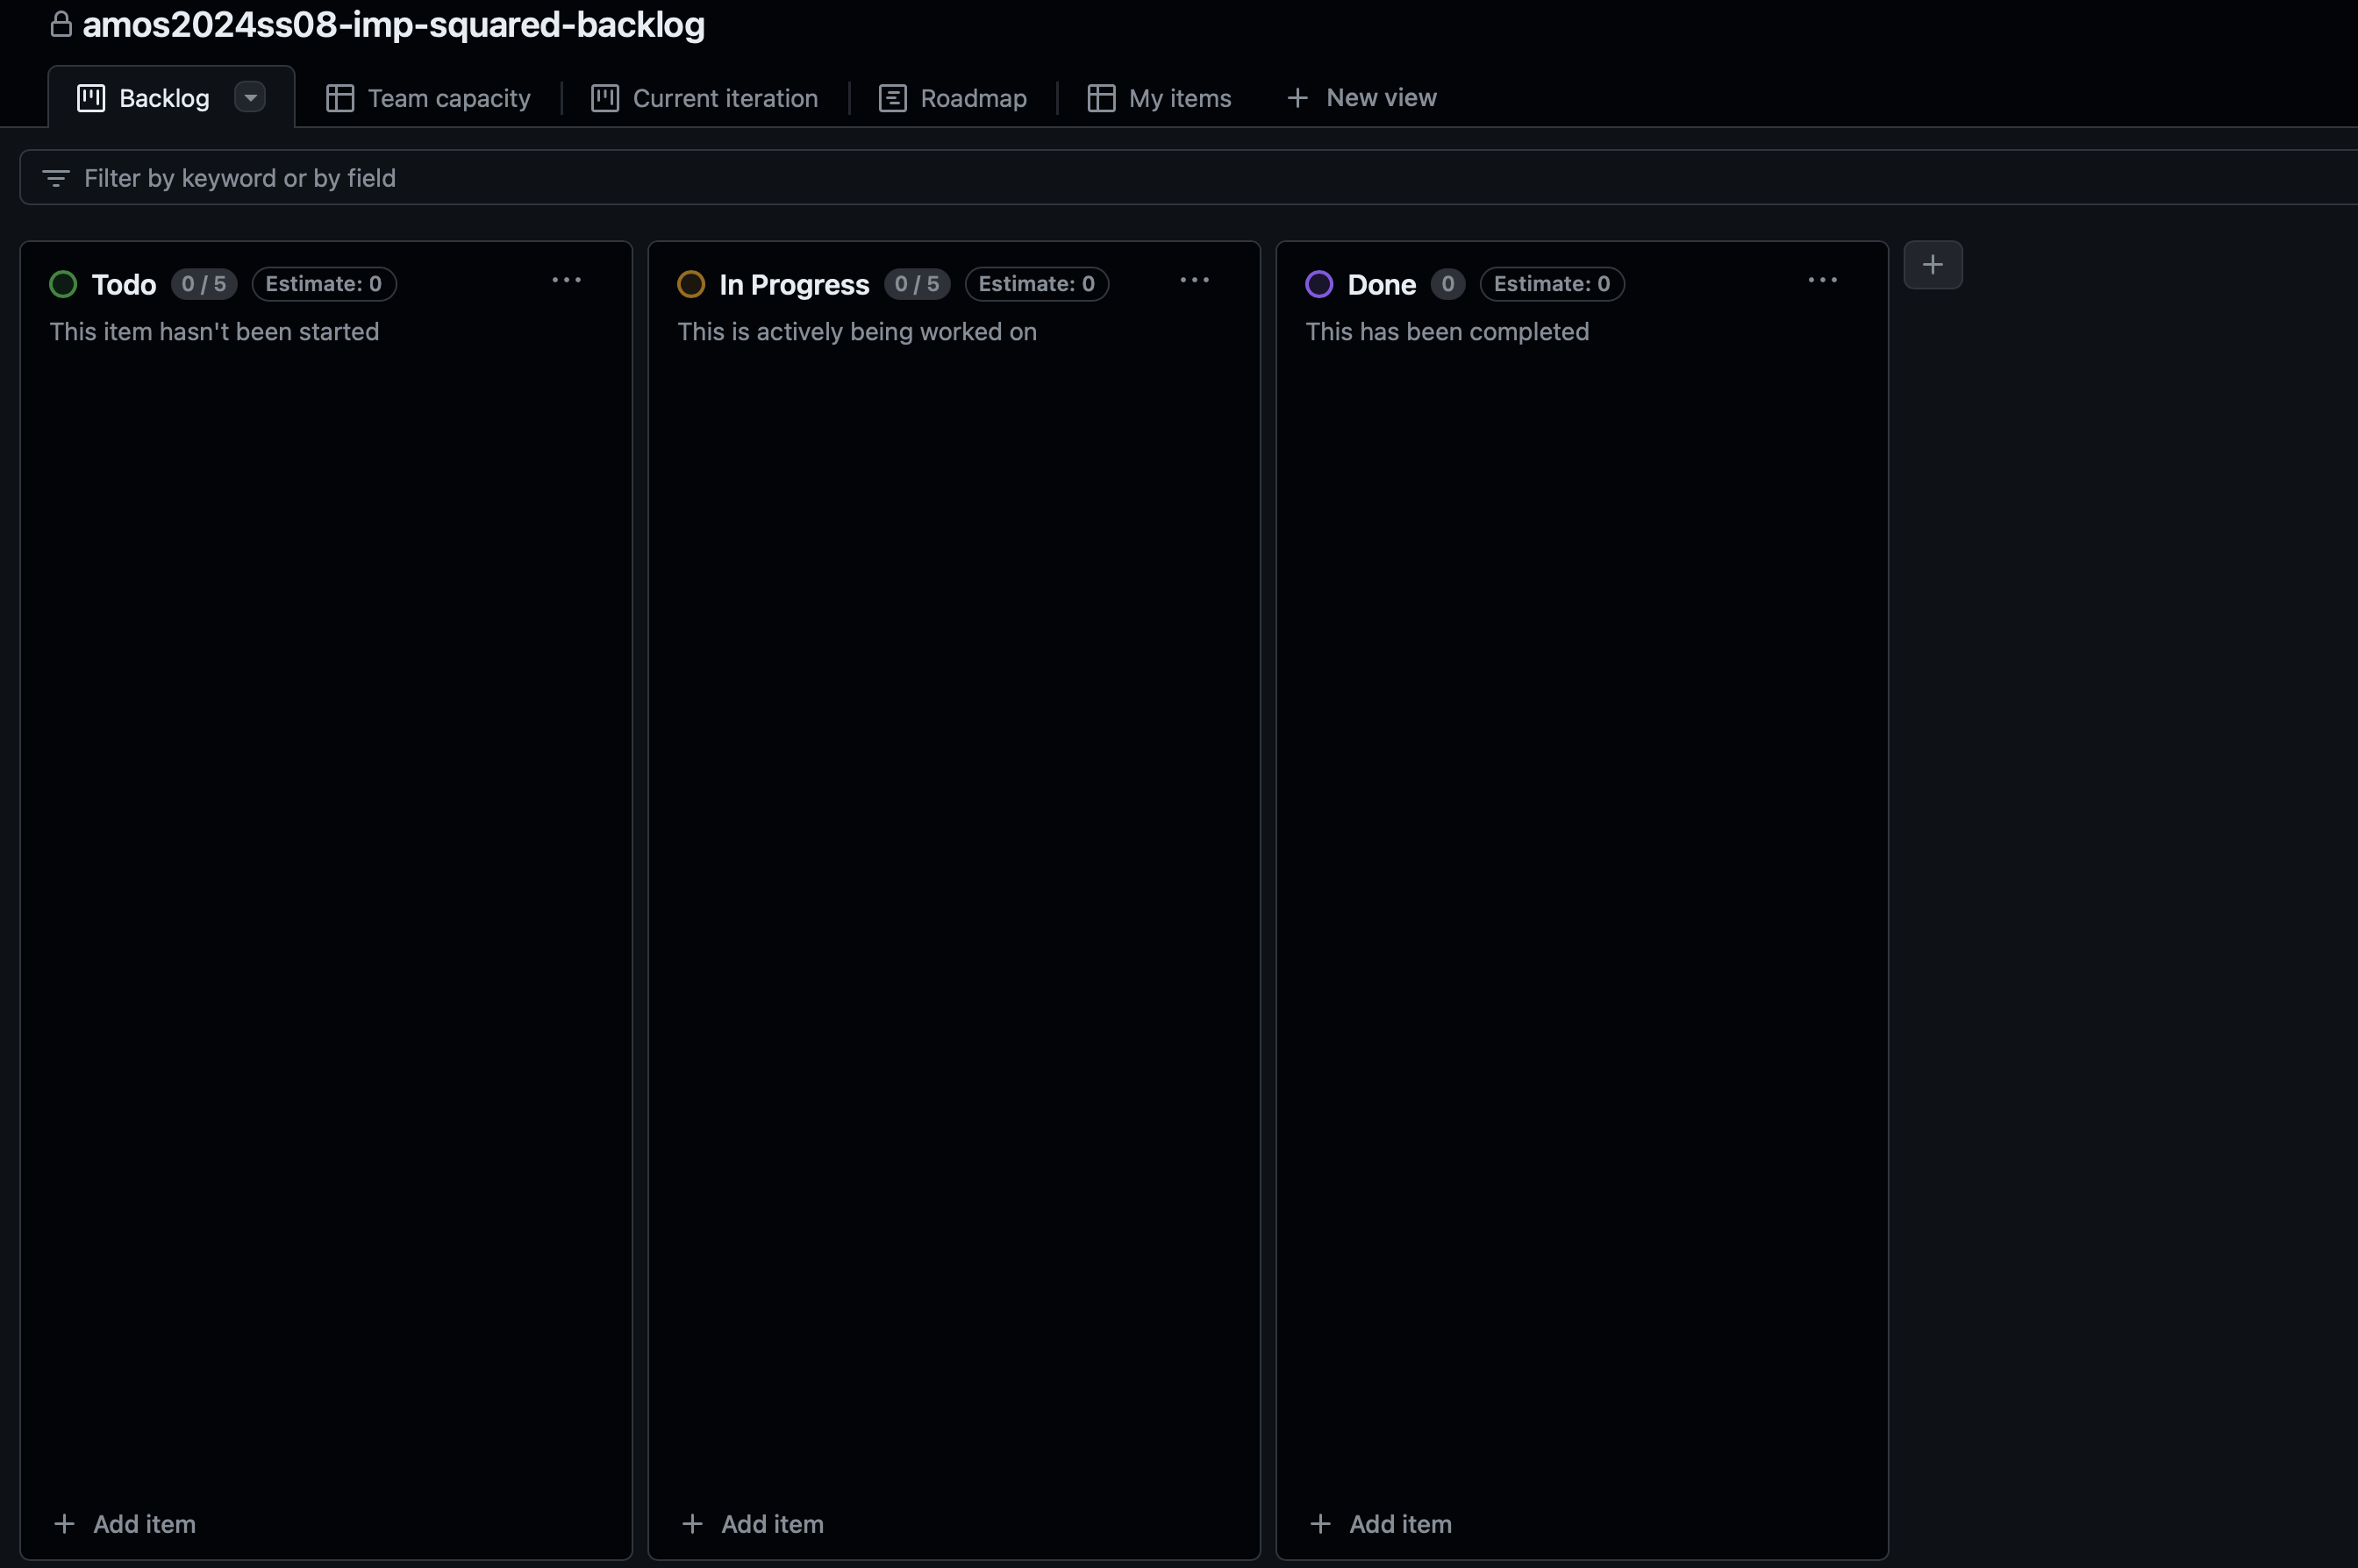 amos2024ss08-imp-squared-backlog
Backlog Team capacity Current iteration Roadmap My items New view
Filter by keyword or by field
Todo 0 / 5 Estimate: 0
This item hasn't been started
Add item
In Progress 0 / 5 Estimate: 0
This is actively being worked on
Add item
Done 0 Estimate: 0
This has been completed
Add item